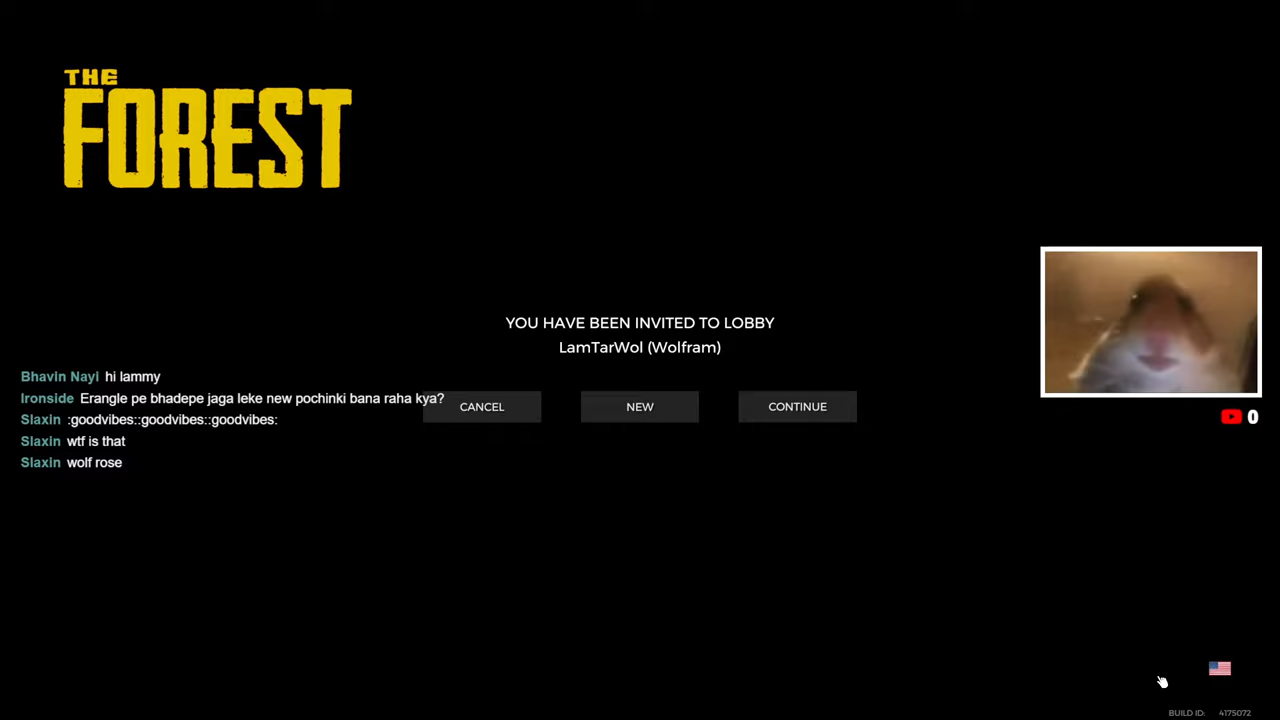 THE
FOREST
YOU HAVE BEEN INVITED TO LOBBY
LamTarWol (Wolfram)
Bhavin Nayl hi lammy
Ironside Erangle pe bhadepe jaga leke new pochinki bana raha kya?
Slaxin :goodvibes::goodvibes::goodvibes:
Slaxin wtf is that
Slaxin wolf rose
CANCEL
NEW
CONTINUE
0
BUILD ID: 4175072